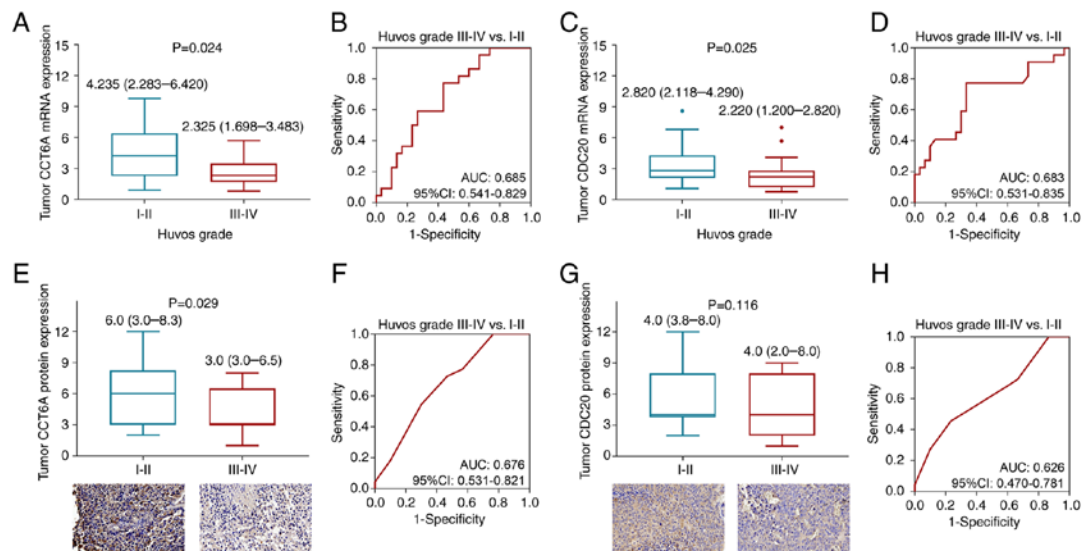 A
Tumor CCT6A mRNA expression
15
12
9
6
3
0
P=0.024
4.235 (2.283–6.420)
2.325 (1.698–3.483)
I-II
III-IV
Huvos grade
B
Huvos grade III-IV vs. I-II
Sensitivity
1.0
0.8
0.6
0.4
0.2
0.0
AUC: 0.685
95%CI: 0.541-0.829
0.0 0.2 0.4 0.6 0.8 1.0
1-Specificity
C
Tumor CDC20 mRNA expression
15
12
9
6
3
0
P=0.025
2.820 (2.118–4.290)
2.220 (1.200–2.820)
I-II
III-IV
Huvos grade
D
Huvos grade III-IV vs. I-II
Sensitivity
1.0
0.8
0.6
0.4
0.2
0.0
AUC: 0.683
95%CI: 0.531-0.835
0.0 0.2 0.4 0.6 0.8 1.0
1-Specificity
E
Tumor CCT6A protein expression
12
9
6
3
0
P=0.029
6.0 (3.0–8.3)
3.0 (3.0–6.5)
I-II
III-IV
F
Huvos grade III-IV vs. I-II
Sensitivity
1.0
0.8
0.6
0.4
0.2
0.0
AUC: 0.676
95%CI: 0.531-0.821
0.0 0.2 0.4 0.6 0.8 1.0
1-Specificity
G
Tumor CDC20 protein expression
15
12
9
6
3
0
P=0.116
4.0 (3.8–8.0)
4.0 (2.0–8.0)
I-II
III-IV
H
Huvos grade III-IV vs. I-II
Sensitivity
1.0
0.8
0.6
0.4
0.2
0.0
AUC: 0.626
95%CI: 0.470-0.781
0.0 0.2 0.4 0.6 0.8 1.0
1-Specificity